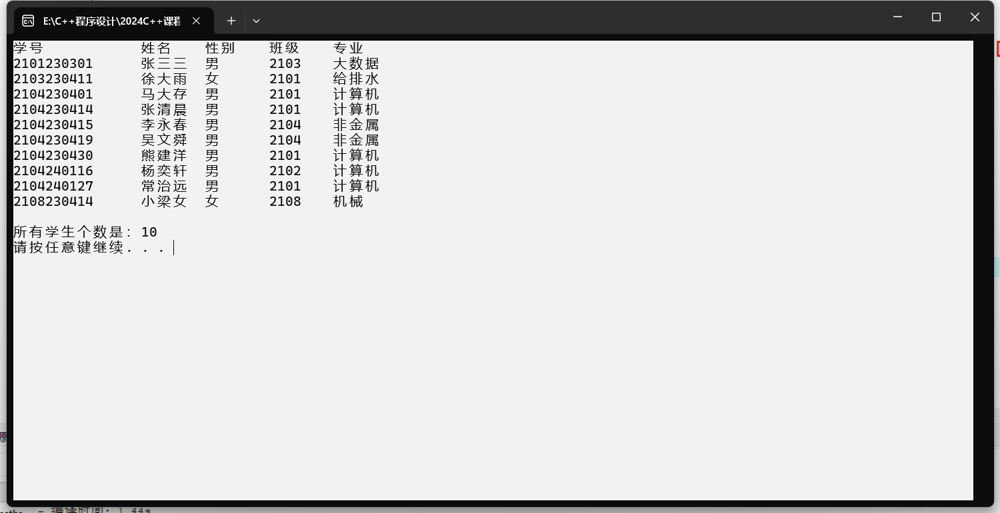 E:\C++程序设计\2024C++课程
学号 姓名 性别 班级 专业
2101230301 张三三 男 2103 大数据
2103230411 徐大雨 女 2101 给排水
2104230401 马大存 男 2101 计算机
2104230414 张清晨 男 2101 计算机
2104230415 李永春 男 2104 非金属
2104230419 吴文舜 男 2104 非金属
2104230430 熊建洋 男 2101 计算机
2104240116 杨奕轩 男 2102 计算机
2104240127 常治远 男 2101 计算机
2108230414 小梁女 女 2108 机械
所有学生个数是: 10
请按任意键继续. . .
- 编译时间: 1.44s